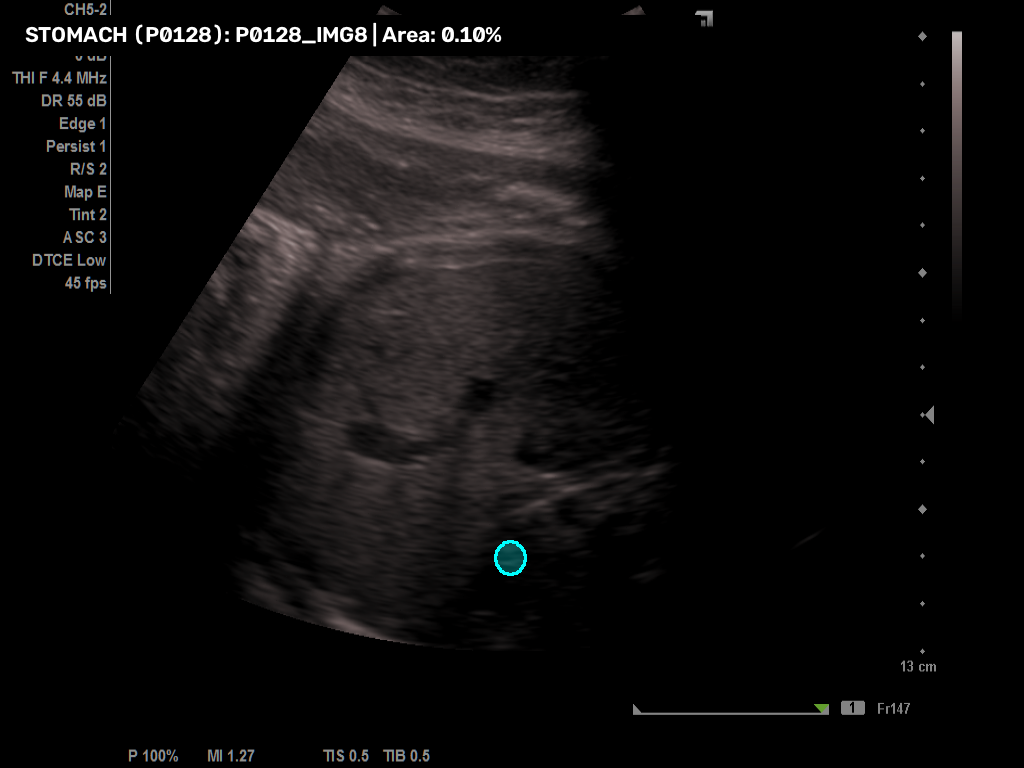 CH5-2
STOMACH (P0128): P0128_IMG8 | Area: 0.10%
0 dB
THI F 4.4 MHz
DR 55 dB
Edge 1
Persist 1
R/S 2
Map E
Tint 2
ASC 3
DTCE Low
45 fps
13 cm
1 Fr147
P 100% MI 1.27 TIS 0.5 TIB 0.5